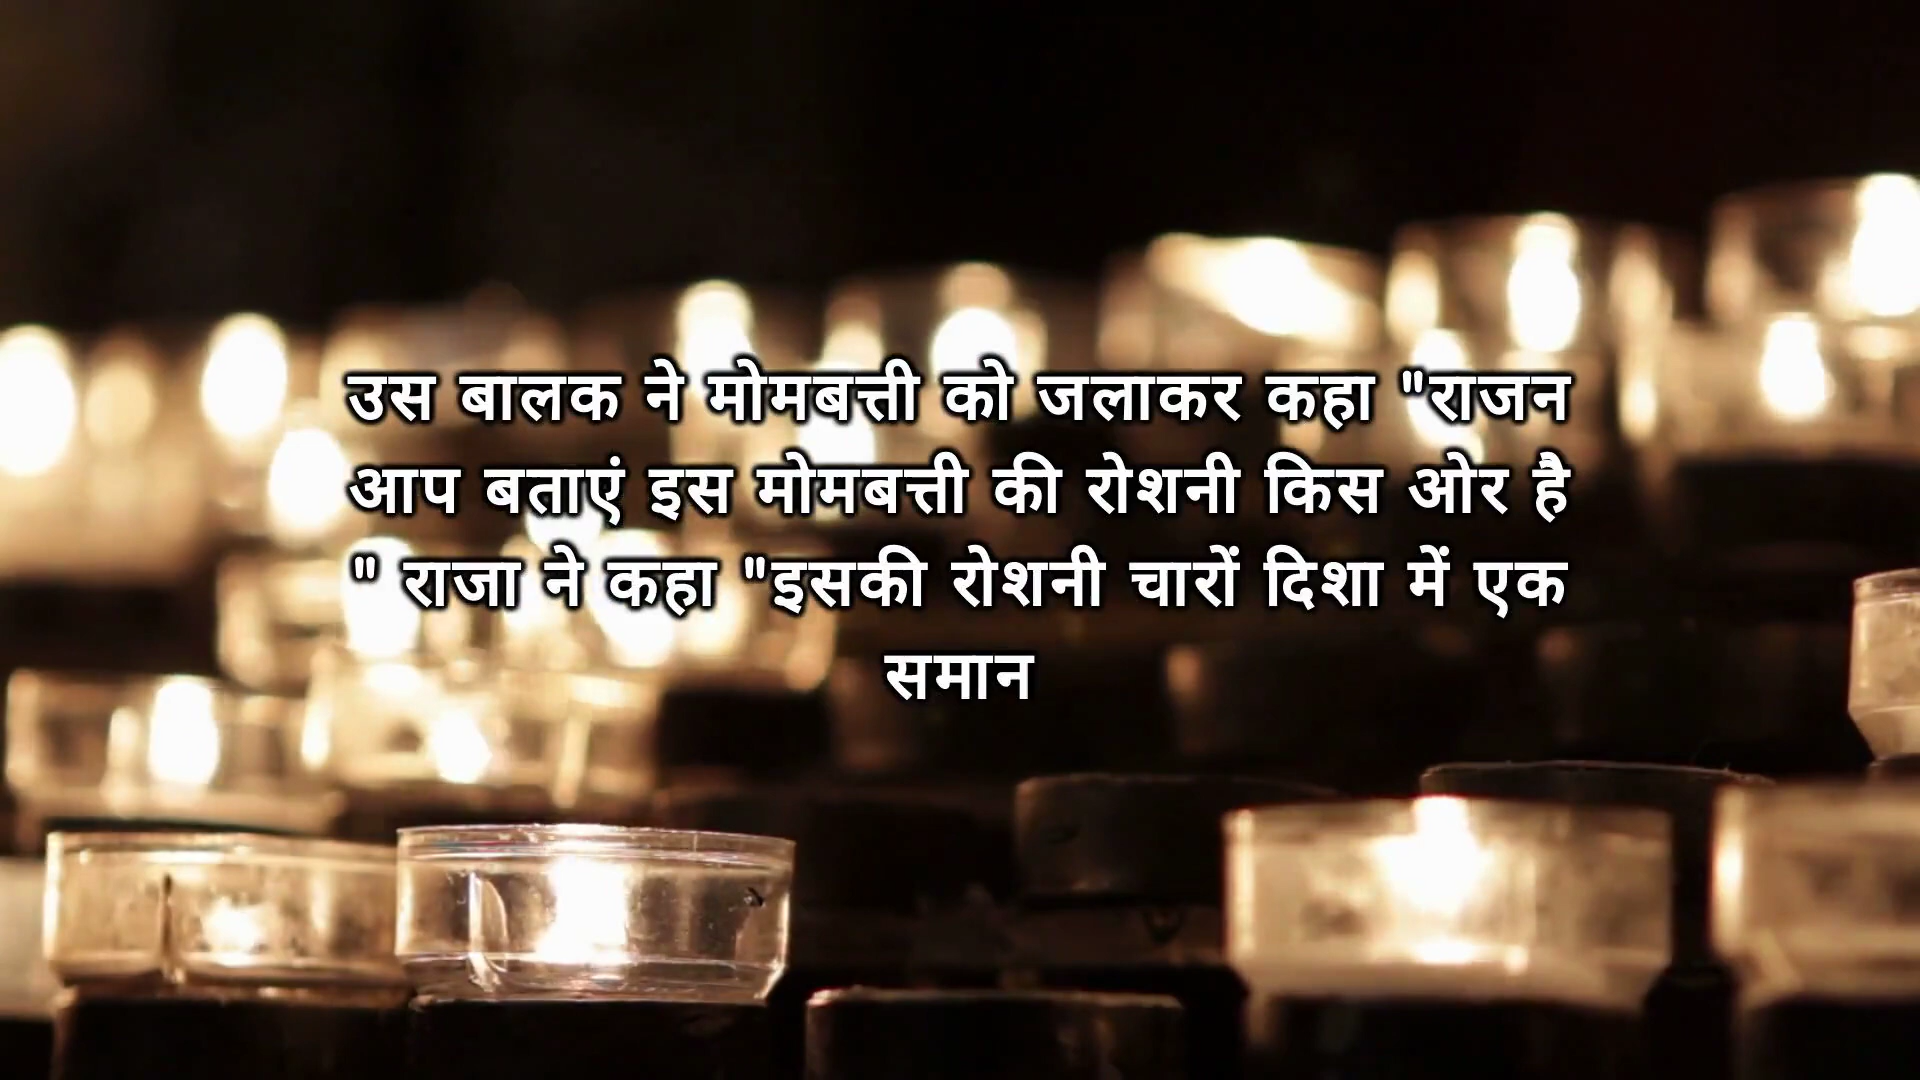 उस बालक ने मोमबत्ती को जलाकर कहा "राजन
आप बताएं इस मोमबत्ती की रोशनी किस ओर है
" राजा ने कहा "इसकी रोशनी चारों दिशा में एक
समान